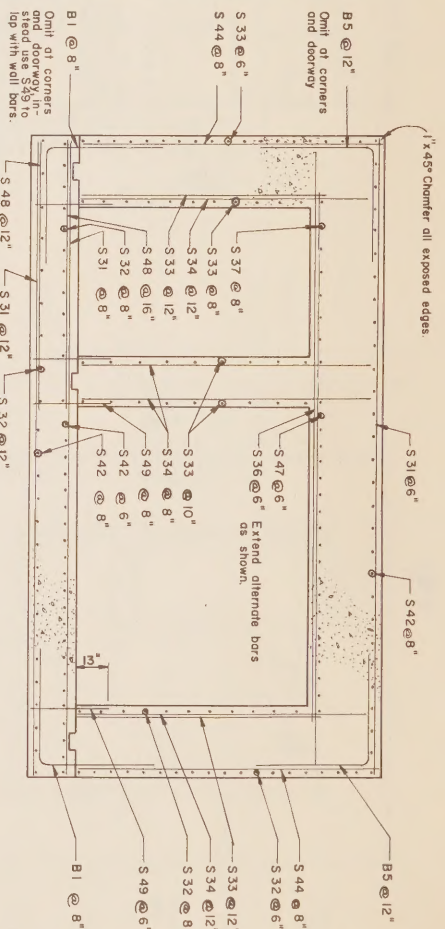 1"x45° Chamfer all exposed edges.
B5 @ 12"
Omit at corners
and doorway
S 33 @ 6"
S 44 @ 8"
B1 @ 8"
Omit at corners
and doorway, in-
stead use S49 to
lap with wall bars.
S 31 @ 6"
S 42 @ 8"
B5 @ 12"
S 44 @ 8"
S 32 @ 6"
S 33 @ 12"
S 34 @ 12"
S 32 @ 8"
S 49 @ 6"
B1 @ 8"
S 37 @ 8"
S 33 @ 8"
S 34 @ 12"
S 33 @ 12"
S 48 @ 16"
S 32 @ 8"
S 31 @ 8"
S 47 @ 6"
S 36 @ 6"
Extend alternate bars
as shown.
S 33 @ 10"
S 34 @ 8"
S 49 @ 8"
S 42 @ 6"
S 42 @ 8"
13"
S 48 @ 12"
S 31 @ 12"
S 32 @ 12"